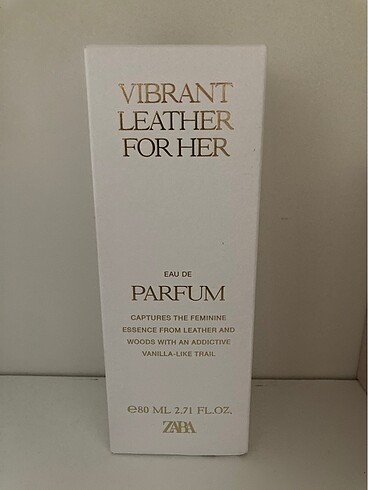 VIBRANT
LEATHER
FOR HER
EAU DE
PARFUM
CAPTURES THE FEMININE
ESSENCE FROM LEATHER AND
WOODS WITH AN ADDICTIVE
VANILLA-LIKE TRAIL
℮80 ML 2.71 FL.OZ.
ZARA